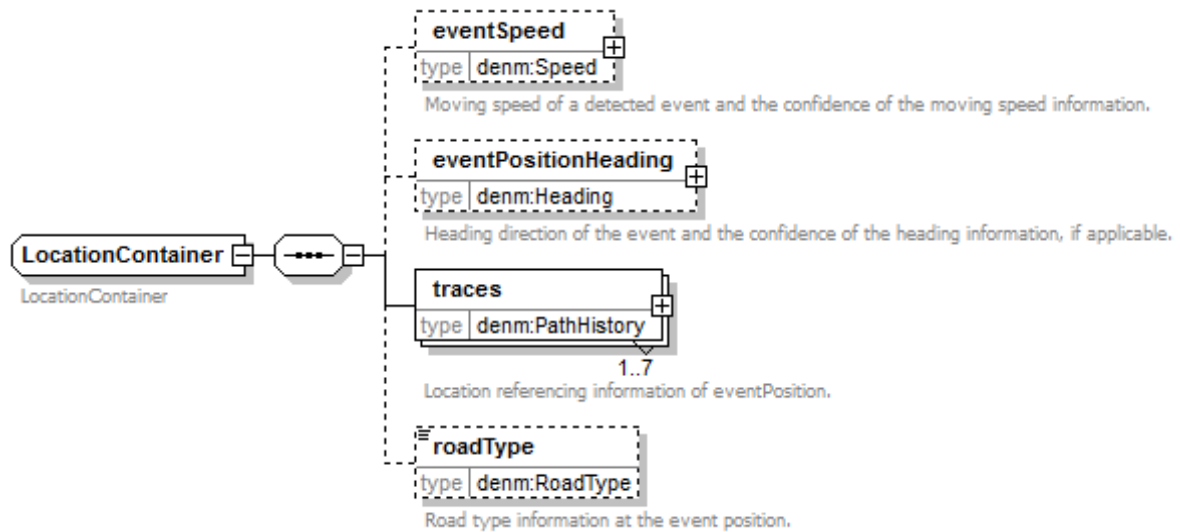 eventSpeed
type denm:Speed
Moving speed of a detected event and the confidence of the moving speed information.
eventPositionHeading
type denm:Heading
Heading direction of the event and the confidence of the heading information, if applicable.
LocationContainer
LocationContainer
traces
type denm:PathHistory
1..7
Location referencing information of eventPosition.
roadType
type denm:RoadType
Road type information at the event position.